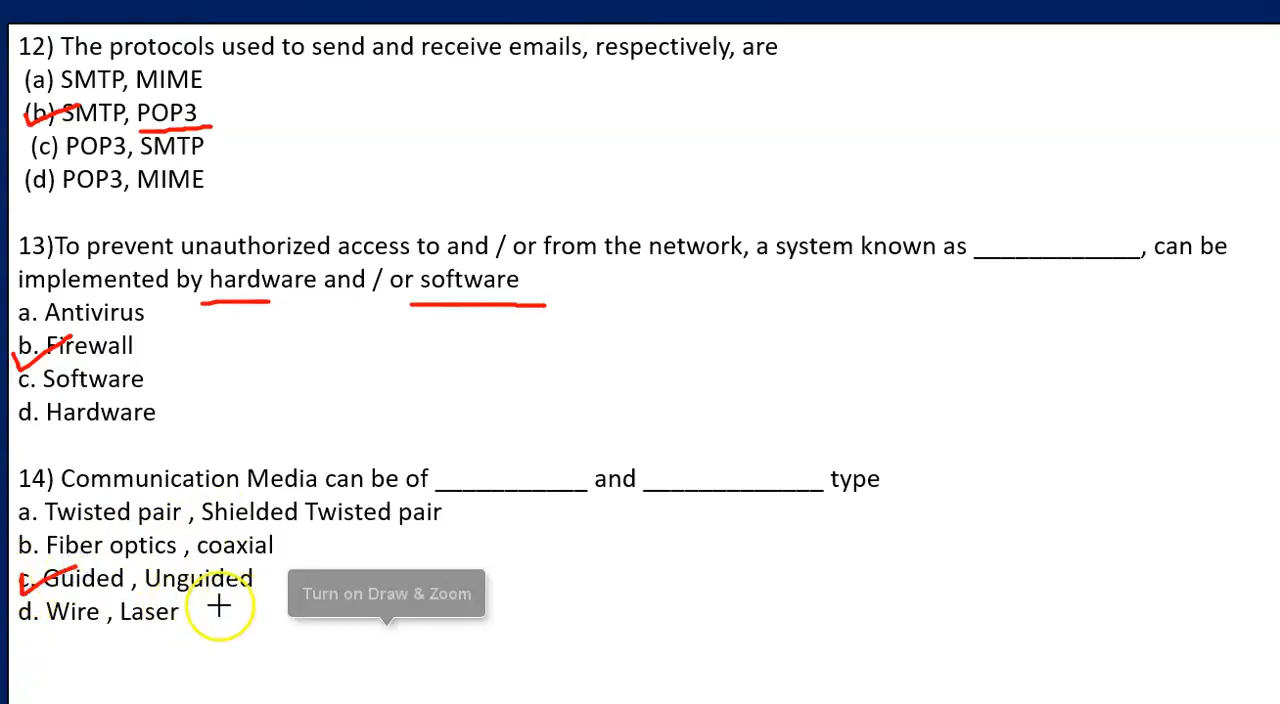 12) The protocols used to send and receive emails, respectively, are
(a) SMTP, MIME
(b) SMTP, POP3
(c) POP3, SMTP
(d) POP3, MIME
13)To prevent unauthorized access to and / or from the network, a system known as ____________, can be
implemented by hardware and / or software
a. Antivirus
b. Firewall
c. Software
d. Hardware
14) Communication Media can be of ___________ and _____________ type
a. Twisted pair , Shielded Twisted pair
b. Fiber optics , coaxial
c. Guided , Unguided
d. Wire , Laser
Turn on Draw & Zoom